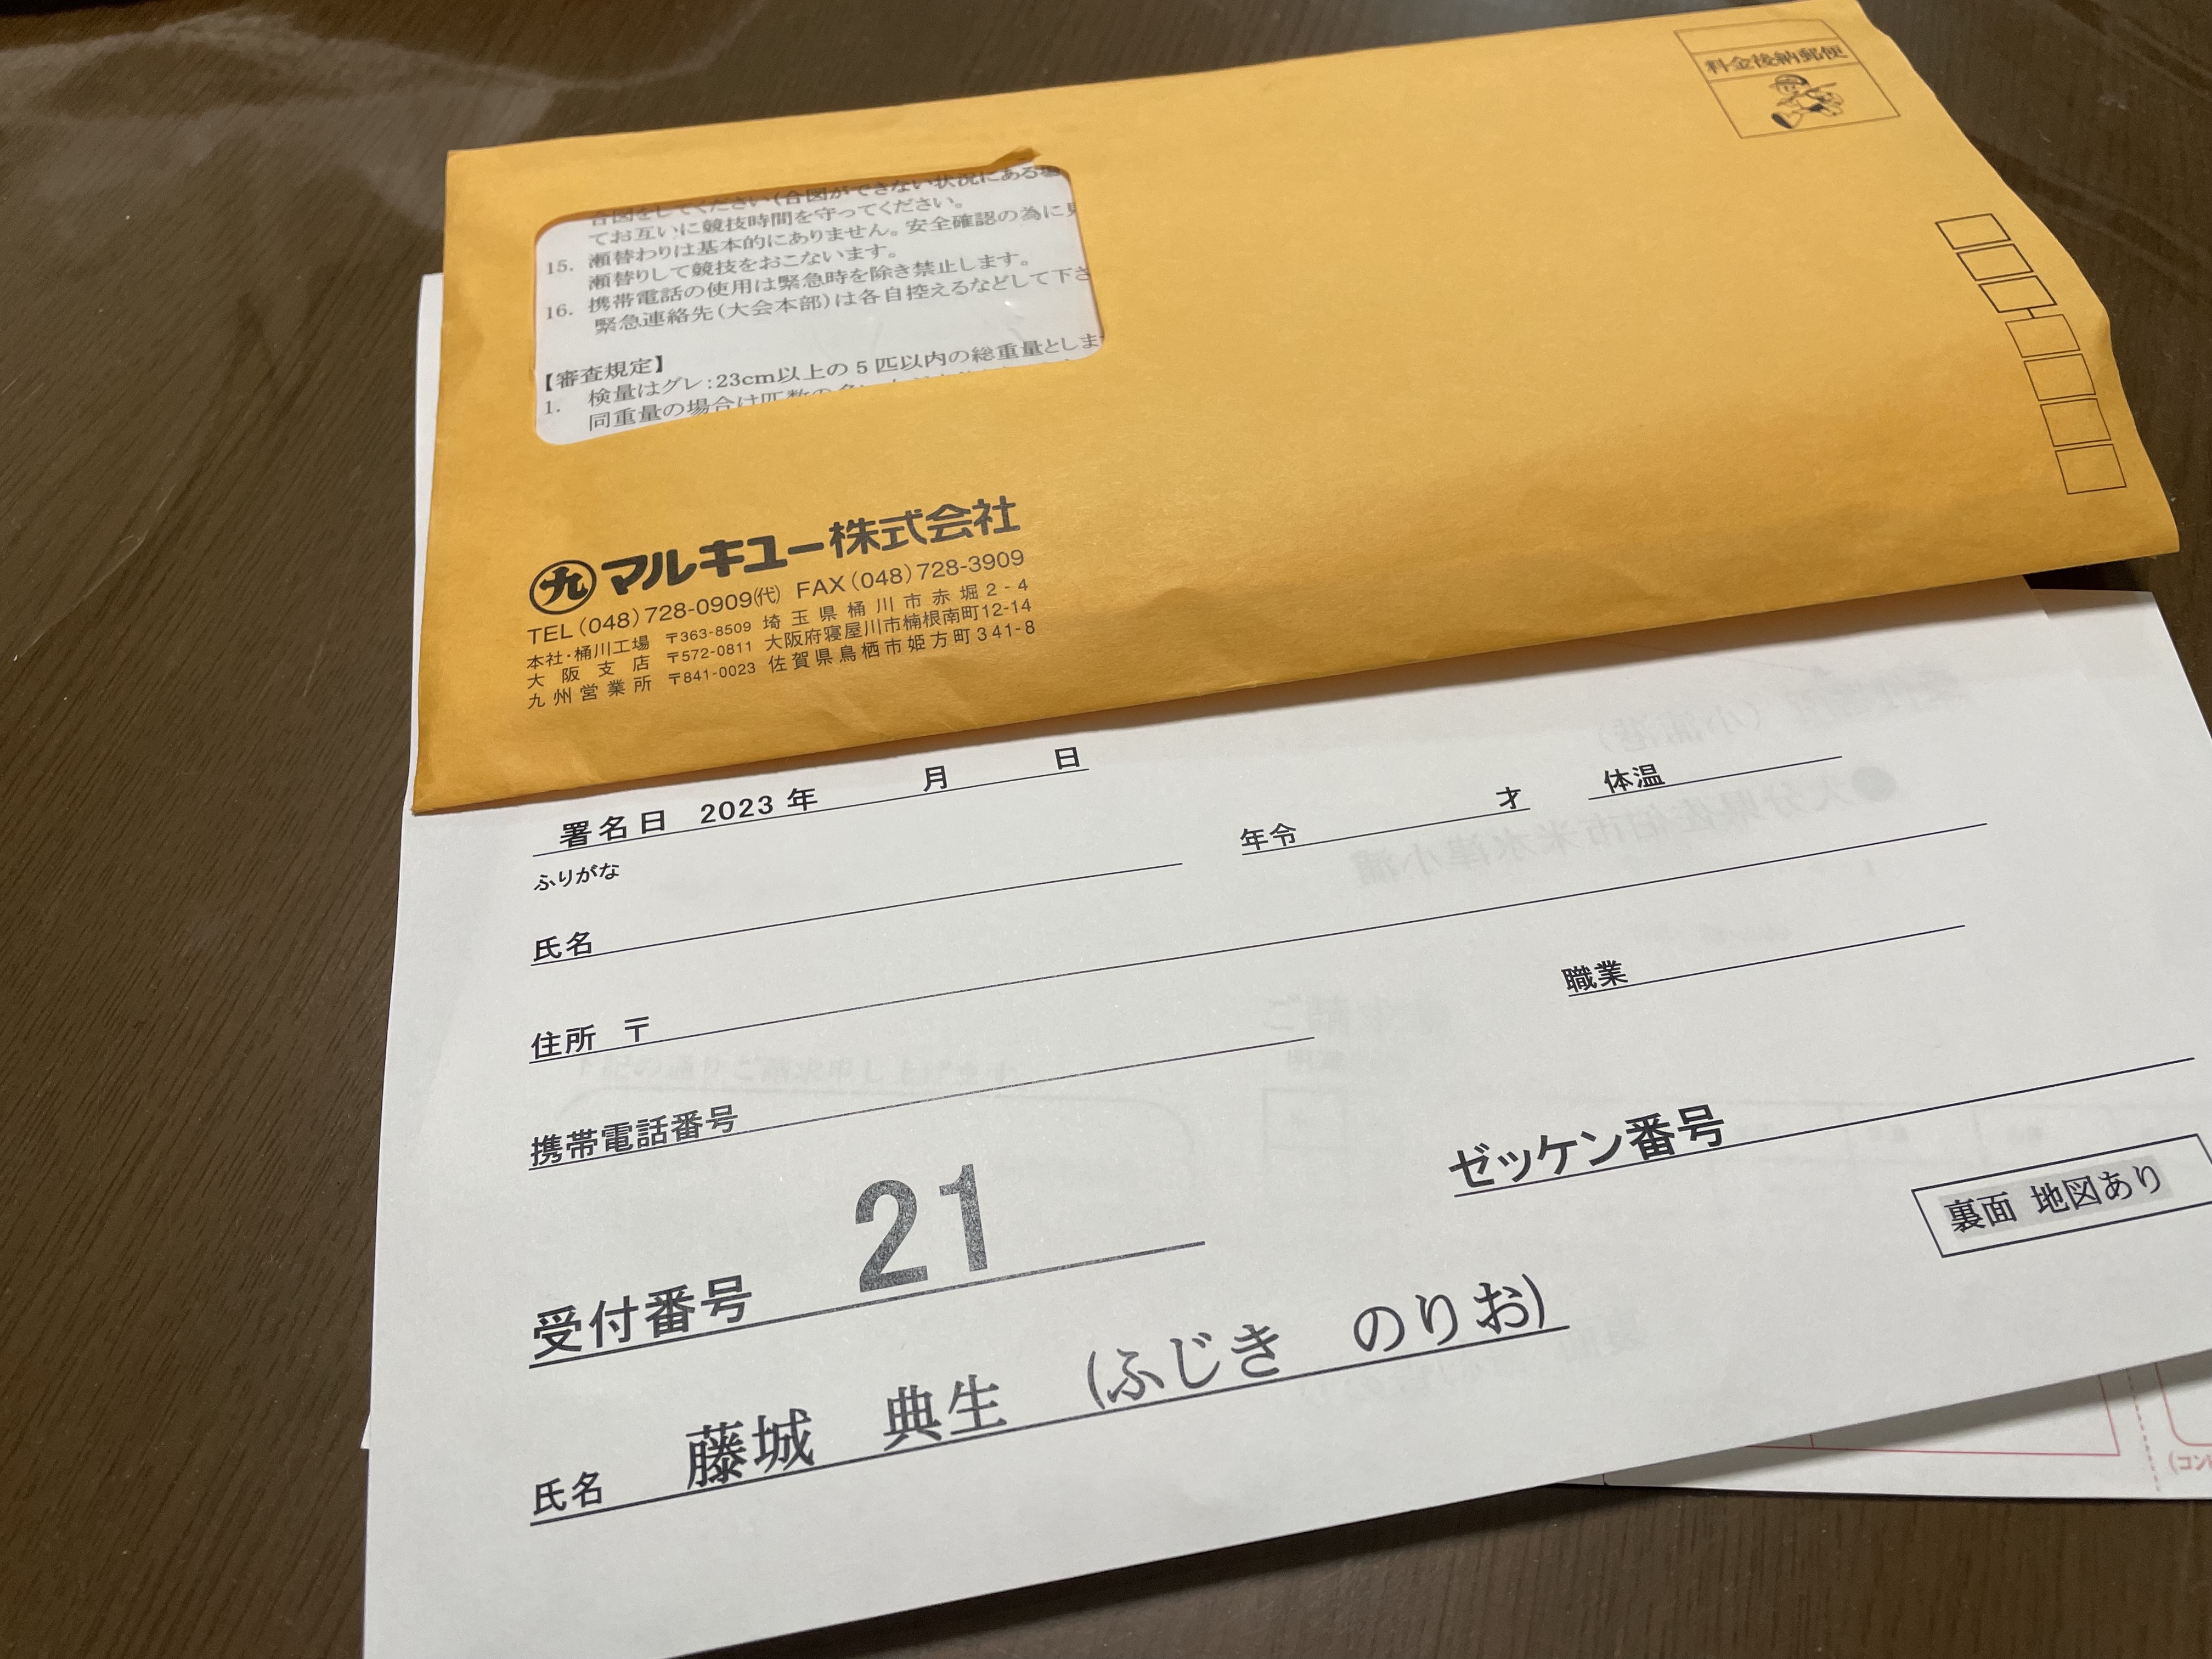 料金後納郵便
合図をしてください(合図ができない状況にある場
てお互いに競技時間を守ってください。
15. 瀬替わりは基本的にありません。安全確認の為に見
瀬替りして競技をおこないます。
16. 携帯電話の使用は緊急時を除き禁止します。
緊急連絡先(大会本部)は各自控えるなどして下さ
【審査規定】
1. 検量はグレ:23cm以上の5匹以内の総重量としま
同重量の場合は匹数の
九 マルキユー株式会社
TEL(048)728-0909㈹ FAX(048)728-3909
本社・桶川工場 〒363-8509 埼玉県桶川市赤堀2-4
大阪支店 〒572-0811 大阪府寝屋川市楠根南町12-14
九州営業所 〒841-0023 佐賀県鳥栖市姫方町341-8
署名日 2023 年 月 日
ふりがな
氏名 年令 才 体温
住所 〒
携帯電話番号 職業
受付番号 21 ゼッケン番号
裏面 地図あり
氏名 藤城 典生 (ふじき のりお)